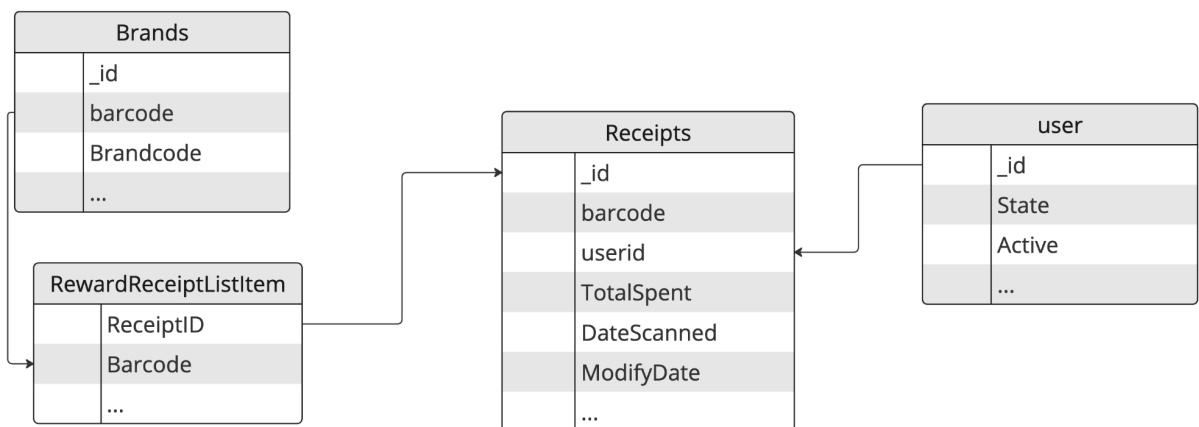 Brands
_id
barcode
Brandcode
...
RewardReceiptListItem
ReceiptID
Barcode
...
Receipts
_id
barcode
userid
TotalSpent
DateScanned
ModifyDate
...
user
_id
State
Active
...